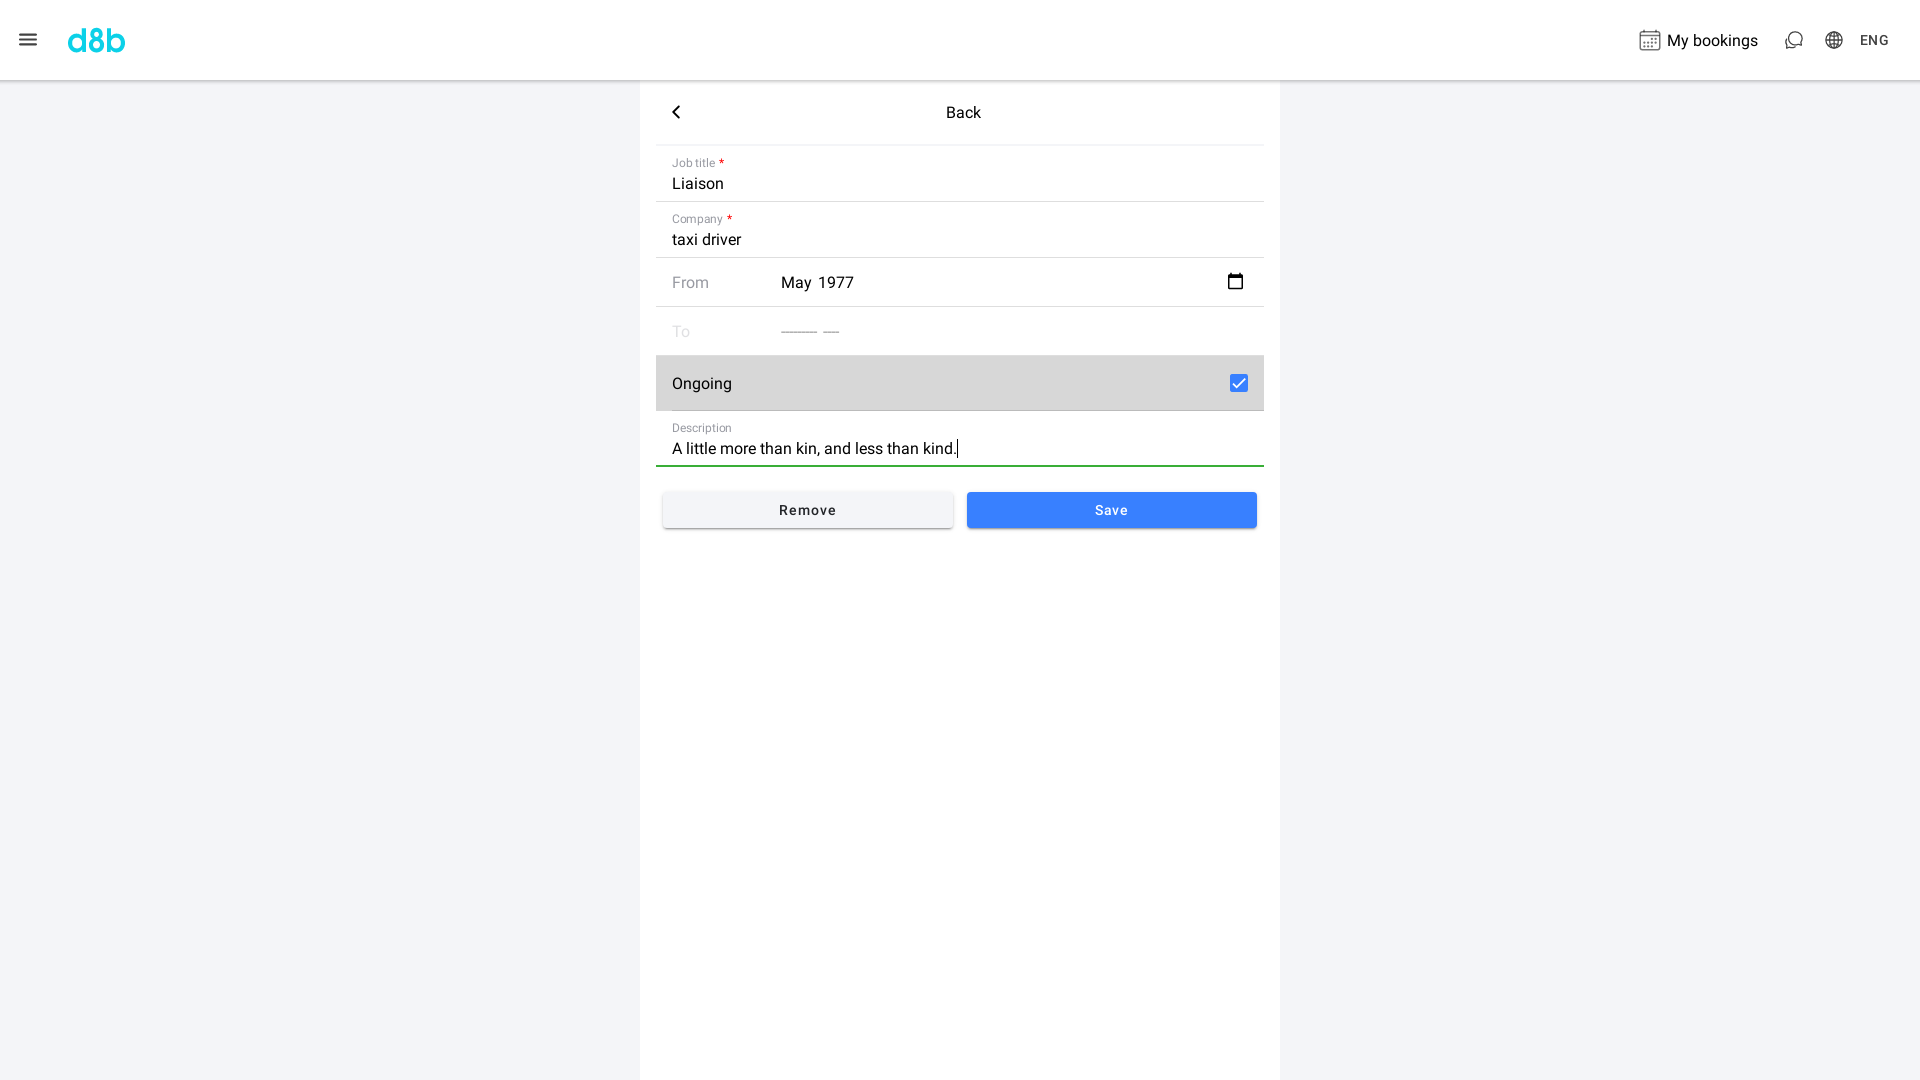 d8b
My bookings
ENG
Back
Job title *
Liaison
Company *
taxi driver
From May 1977
To --------- ----
Ongoing
Description
A little more than kin, and less than kind.
Remove
Save